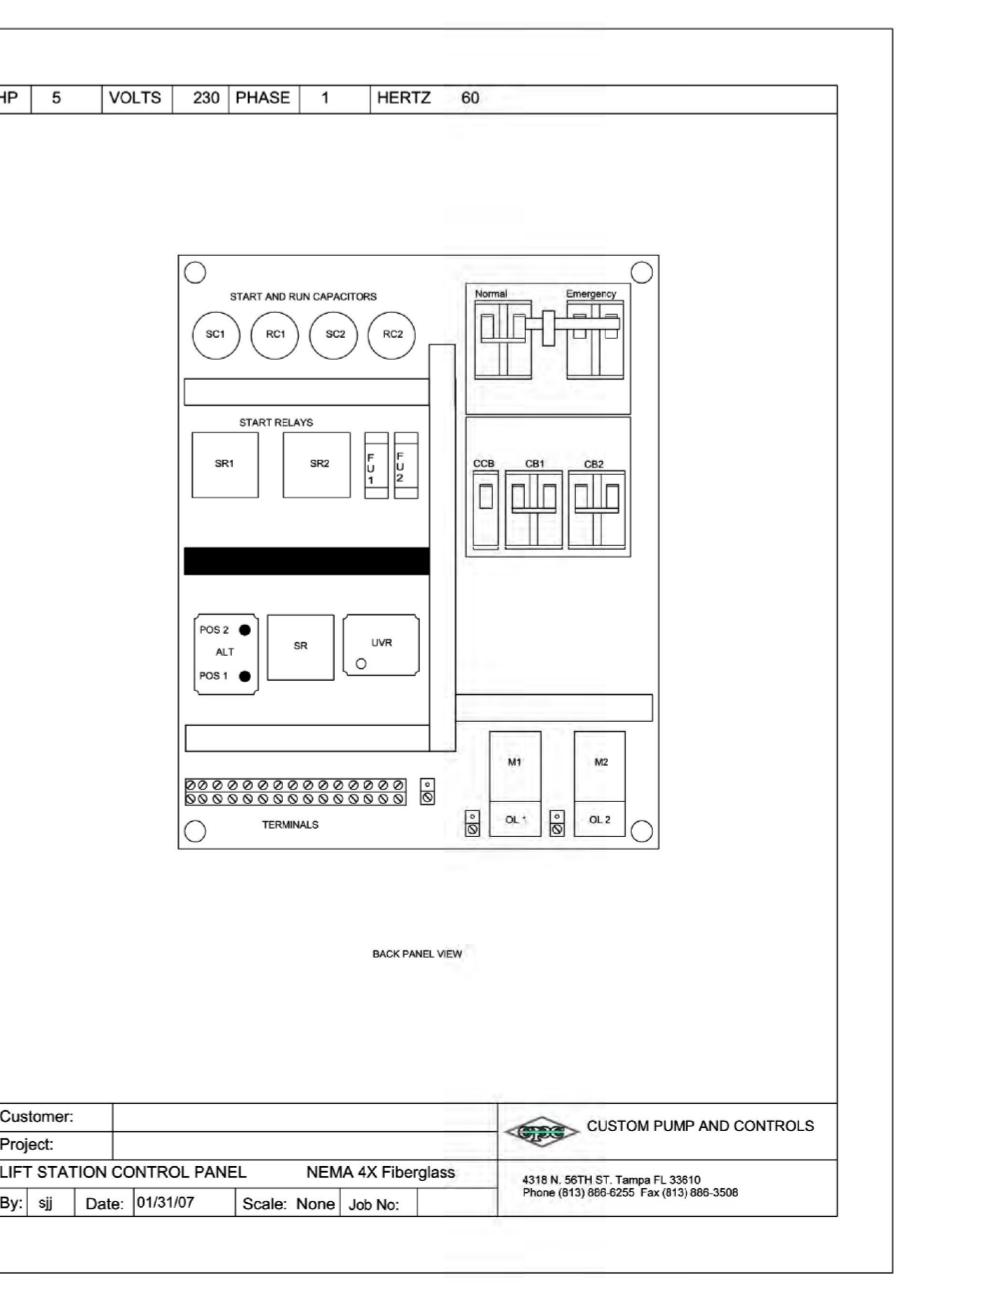 HP 5 VOLTS 230 PHASE 1 HERTZ 60
START AND RUN CAPACITORS
SC1 RC1 SC2 RC2
Normal Emergency
START RELAYS
SR1 SR2 FU1 FU2
CCB CB1 CB2
POS 2
ALT
POS 1
SR
UVR
M1 M2
OL 1 OL 2
TERMINALS
BACK PANEL VIEW
Customer:
Project:
LIFT STATION CONTROL PANEL NEMA 4X Fiberglass
By: sjj Date: 01/31/07 Scale: None Job No:
cpc CUSTOM PUMP AND CONTROLS
4318 N. 56TH ST. Tampa FL 33610
Phone (813) 886-6255 Fax (813) 886-3508